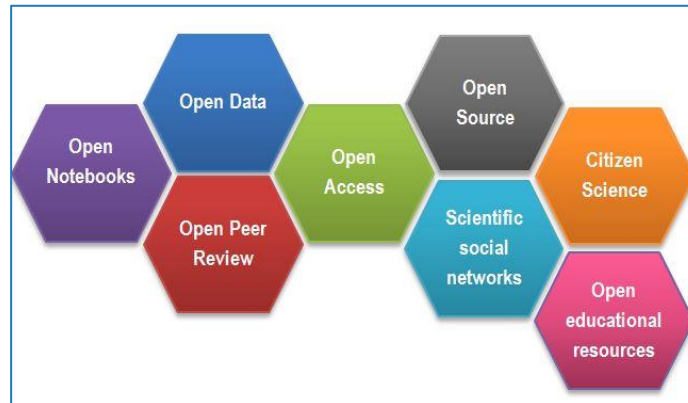 Open
Notebooks
Open Data
Open Peer
Review
Open
Access
Open
Source
Scientific
social
networks
Citizen
Science
Open
educational
resources